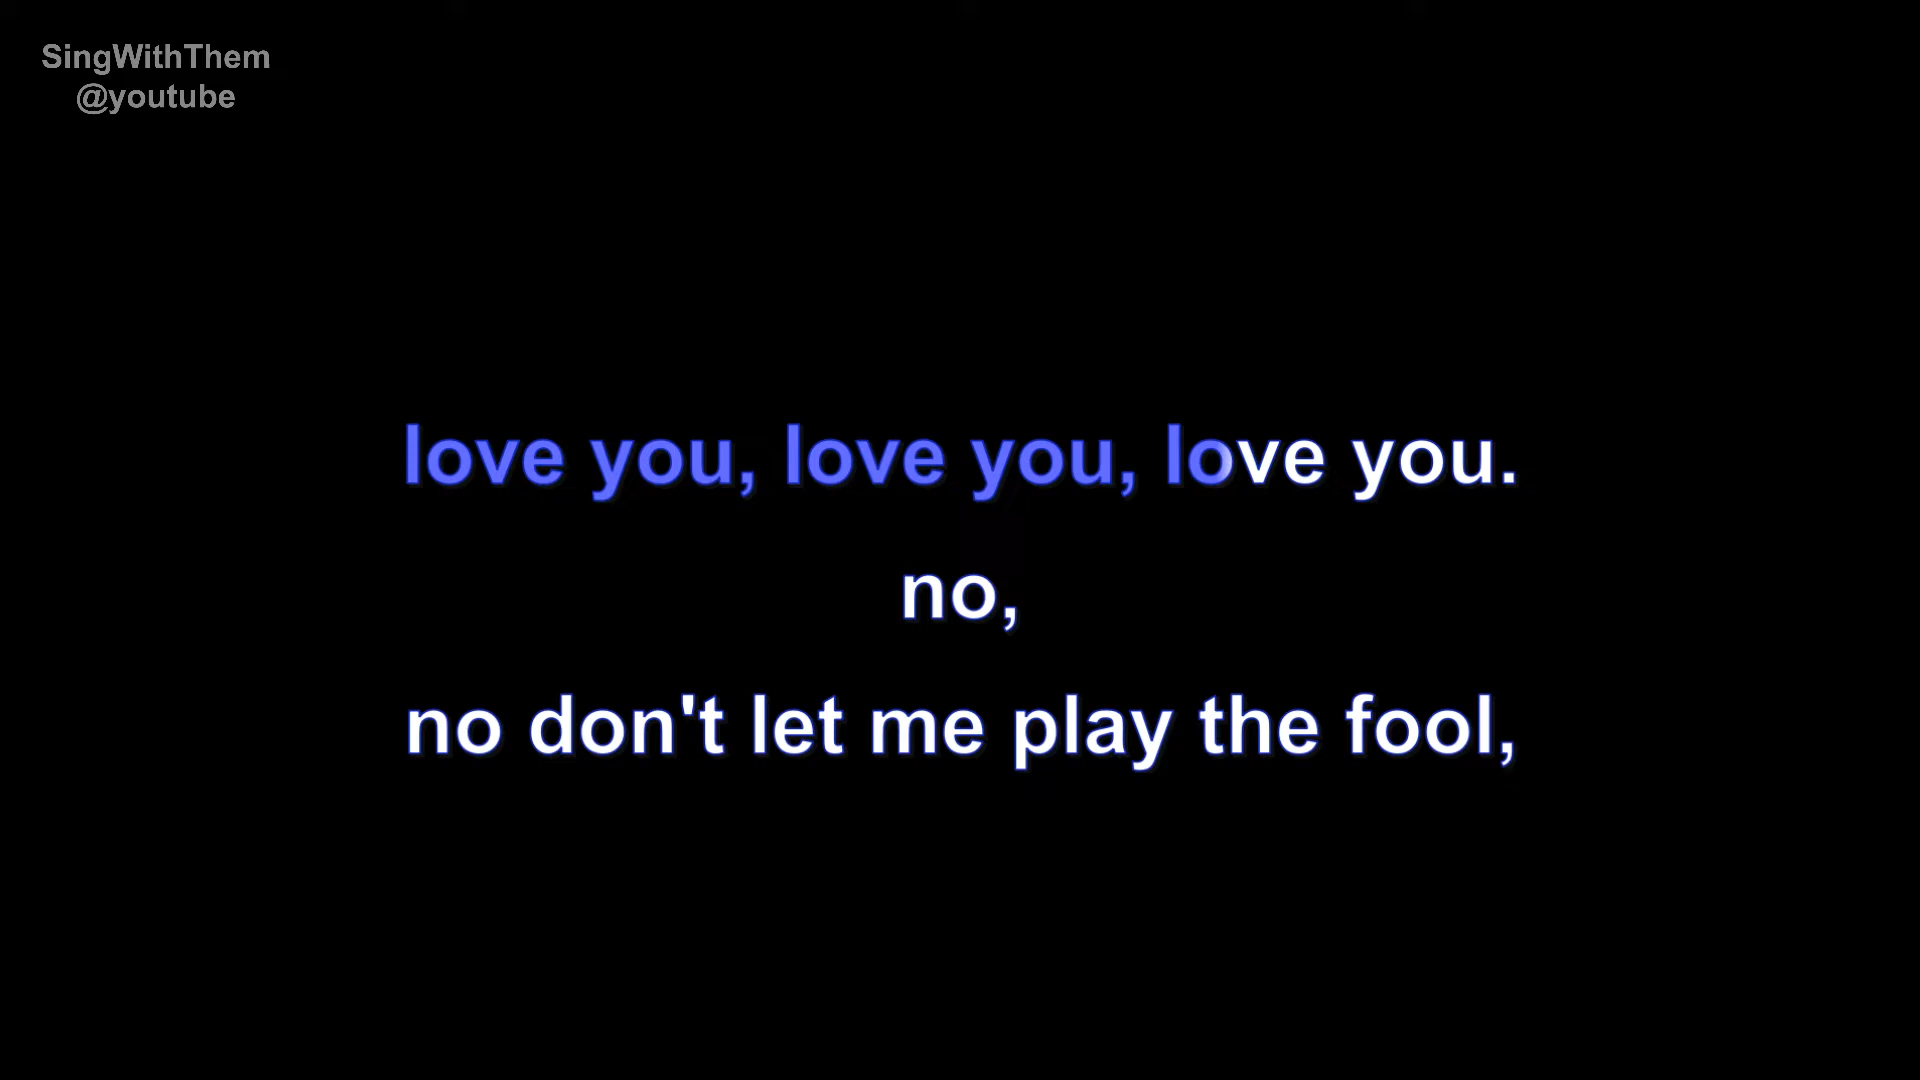 SingWithThem
@youtube
love you, love you, love you.
no,
no don't let me play the fool,